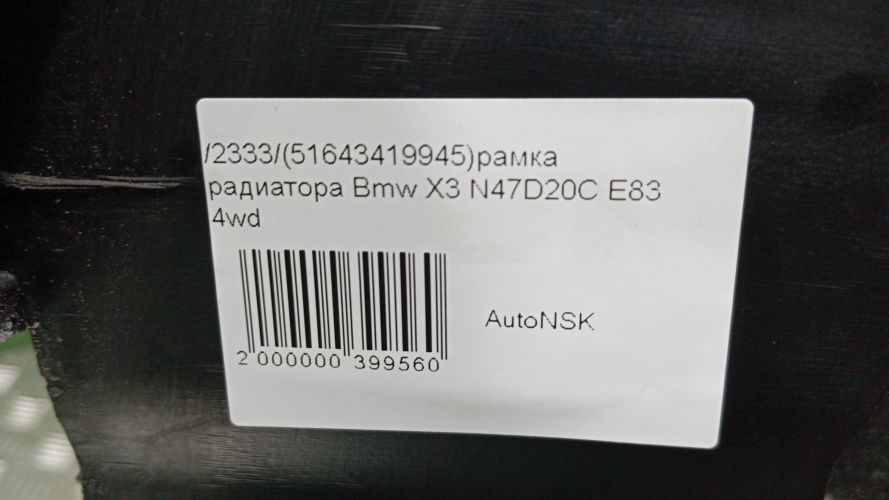 /2333/(51643419945)рамка
радиатора Bmw X3 N47D20C E83
4wd
AutoNSK
2 000000 399560